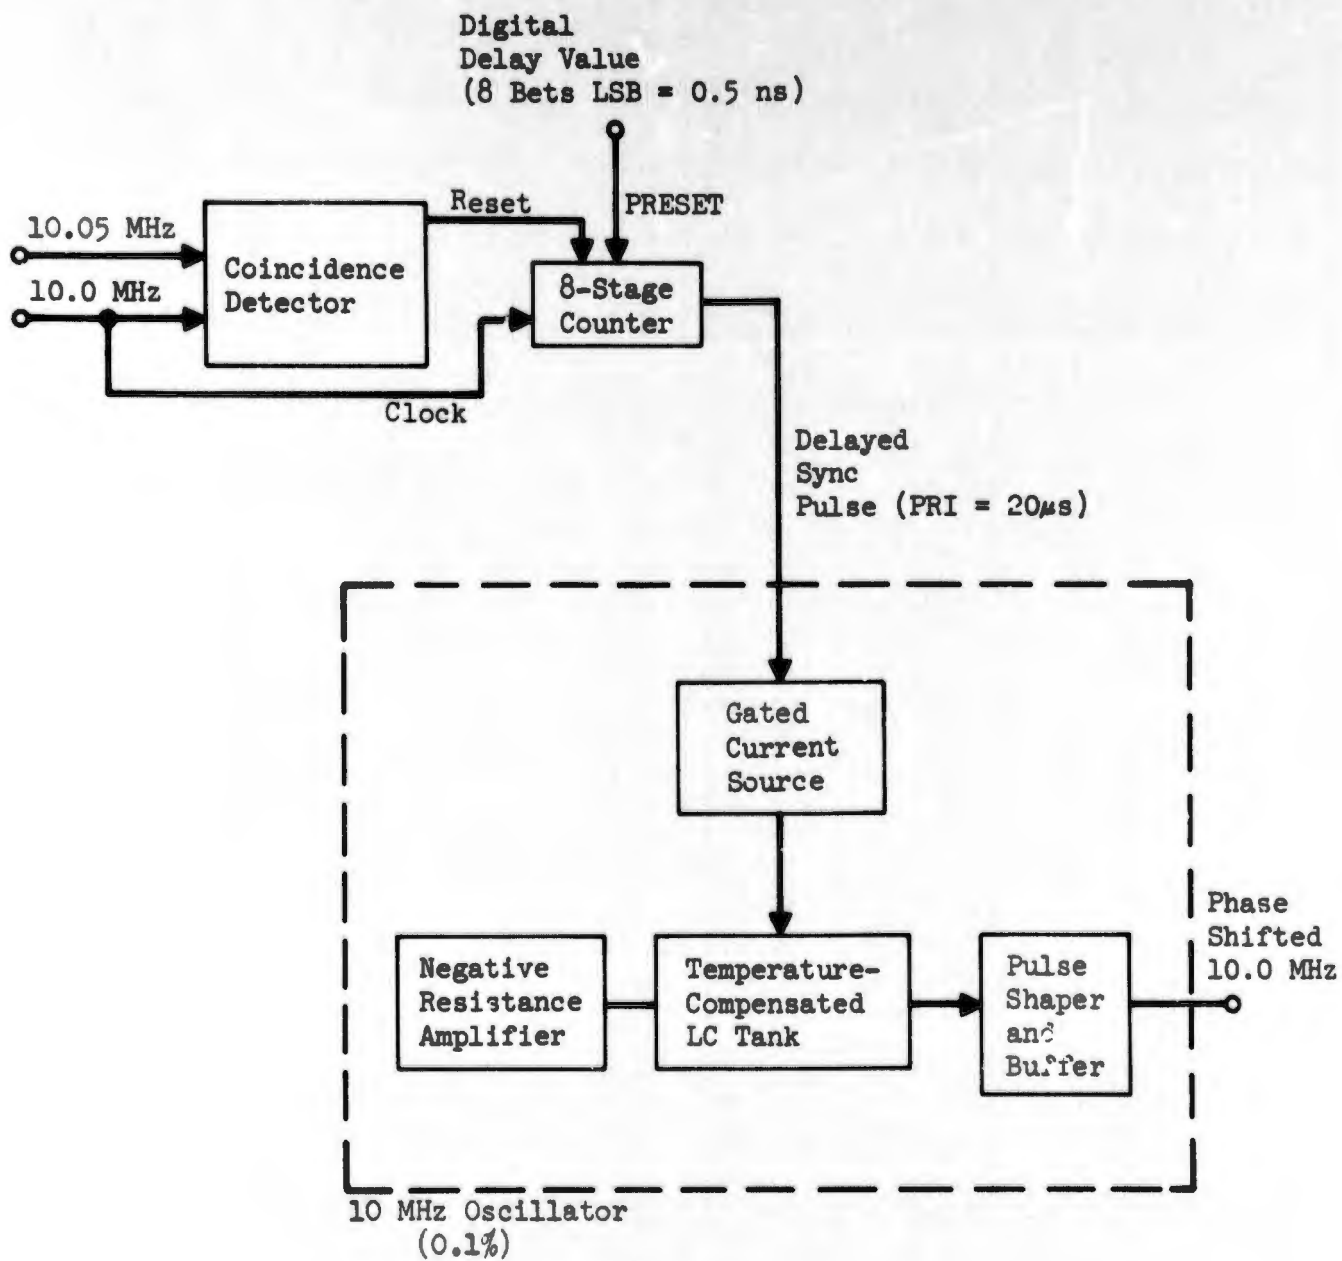 Digital
Delay Value
(8 Bets LSB = 0.5 ns)
Reset
PRESET
10.05 MHz
10.0 MHz
Coincidence
Detector
8-Stage
Counter
Clock
Delayed
Sync
Pulse (PRI = 20μs)
Gated
Current
Source
Negative
Resistance
Amplifier
Temperature-
Compensated
LC Tank
Pulse
Shaper
and
Buffer
Phase
Shifted
10.0 MHz
10 MHz Oscillator
(0.1%)